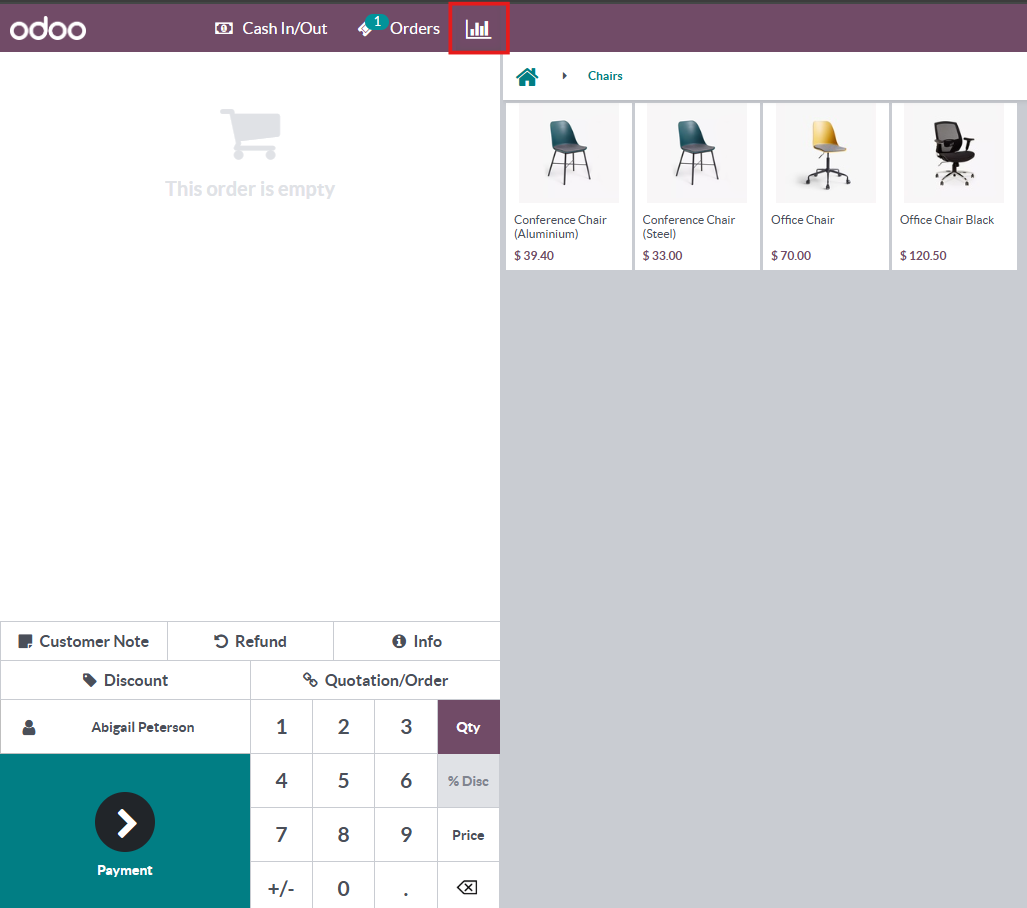 odoo
Cash In/Out
1
Orders
This order is empty
Chairs
Conference Chair
(Aluminium)
$ 39.40
Conference Chair
(Steel)
$ 33.00
Office Chair
$ 70.00
Office Chair Black
$ 120.50
Customer Note
Refund
Info
Discount
Quotation/Order
Abigail Peterson
1
2
3
Qty
4
5
6
% Disc
7
8
9
Price
+/-
0
.
Payment